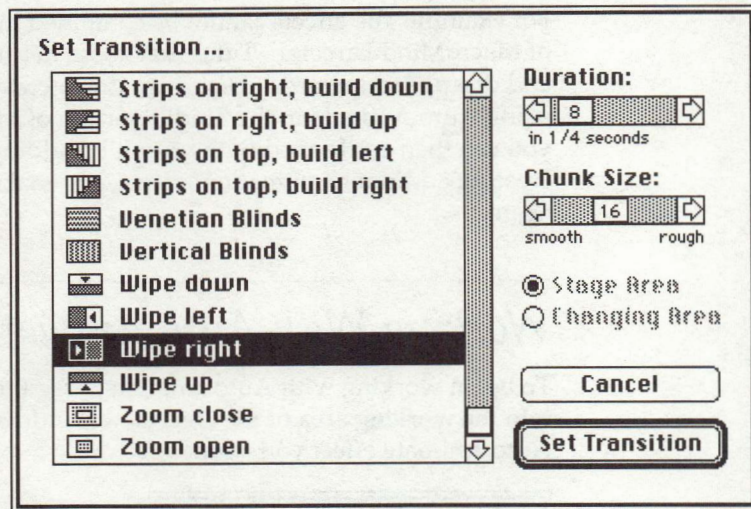 Set Transition...
Strips on right, build down
Strips on right, build up
Strips on top, build left
Strips on top, build right
Venetian Blinds
Vertical Blinds
Wipe down
Wipe left
Wipe right
Wipe up
Zoom close
Zoom open
Duration:
8
in 1/4 seconds
Chunk Size:
16
smooth rough
Stage Area
Changing Area
Cancel
Set Transition